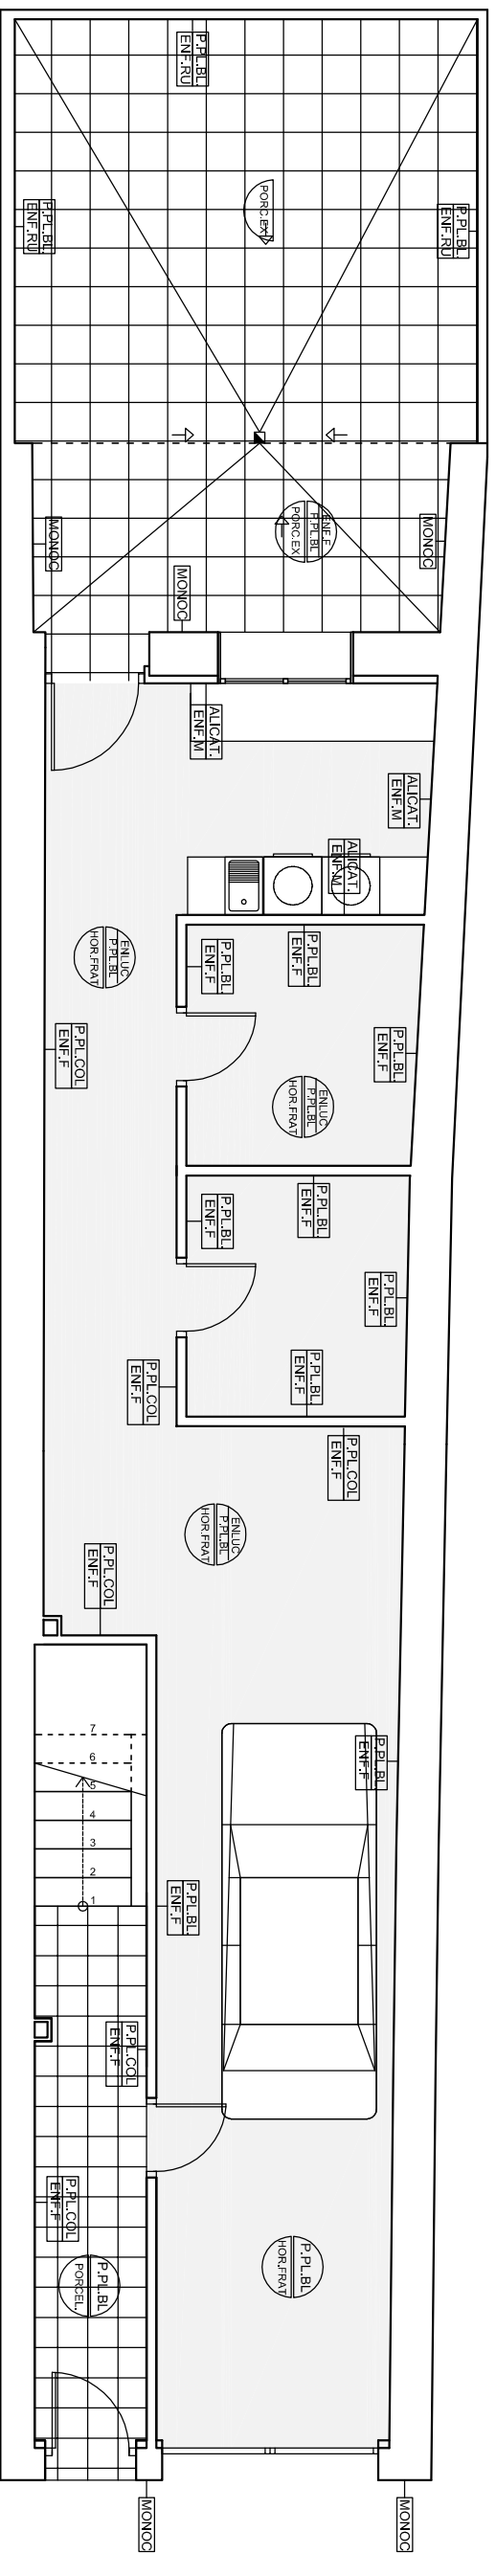 P.PL.BL.
ENF.RU
PORC.EX
P.PL.BL.
ENF.RU
P.PL.BL.
ENF.RU
ENF.F
P.PL.BL
PORC.EX
MONOC
MONOC
MONOC
ALICAT.
ENF.M
ALICAT.
ENF.M
ALICAT.
ENF.M
ENLUC
P.PL.BL
HOR.FRAT
P.PL.BL.
ENF.F
P.PL.BL.
ENF.F
P.PL.COL
ENF.F
P.PL.BL.
ENF.F
ENLUC
P.PL.BL
HOR.FRAT
P.PL.BL.
ENF.F
P.PL.BL.
ENF.F
P.PL.BL.
ENF.F
P.PL.COL
ENF.F
P.PL.BL.
ENF.F
P.PL.COL
ENF.F
ENLUC
P.PL.BL
HOR.FRAT
P.PL.COL
ENF.F
7
6
5
4
3
2
1
P.PL.BL.
ENF.F
P.PL.BL.
ENF.F
P.PL.COL
ENF.F
P.PL.COL
ENF.F
P.PL.BL
PORCEL.
P.PL.BL
HOR.FRAT
MONOC
MONOC